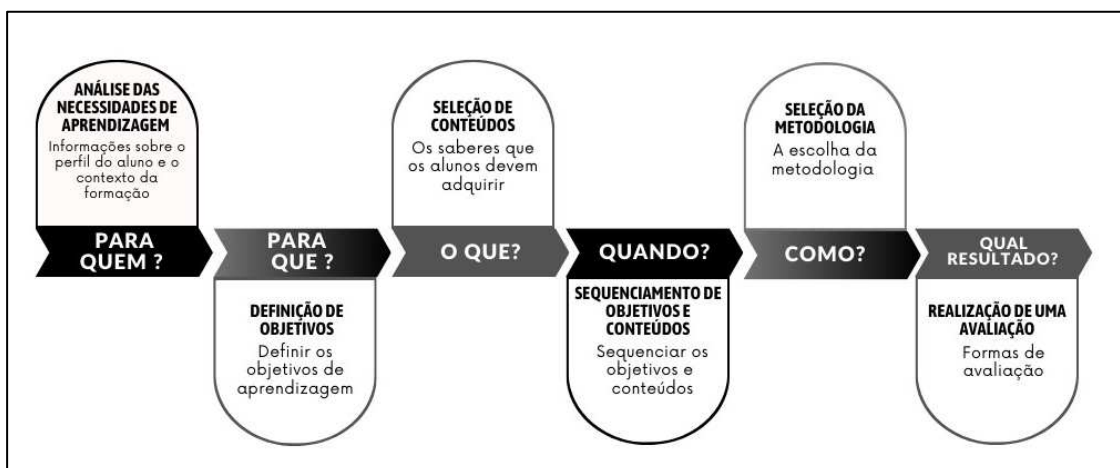 ANÁLISE DAS
NECESSIDADES DE
APRENDIZAGEM
Informações sobre o
perfil do aluno e o
contexto da
formação
PARA
QUEM ?
PARA
QUE ?
DEFINIÇÃO DE
OBJETIVOS
Definir os
objetivos de
aprendizagem
SELEÇÃO DE
CONTEÚDOS
Os saberes que
os alunos devem
adquirir
O QUE?
QUANDO?
SEQUENCIAMENTO DE
OBJETIVOS E
CONTEÚDOS
Sequenciar os
objetivos e
conteúdos
SELEÇÃO DA
METODOLOGIA
A escolha da
metodologia
COMO?
QUAL
RESULTADO?
REALIZAÇÃO DE UMA
AVALIAÇÃO
Formas de
avaliação